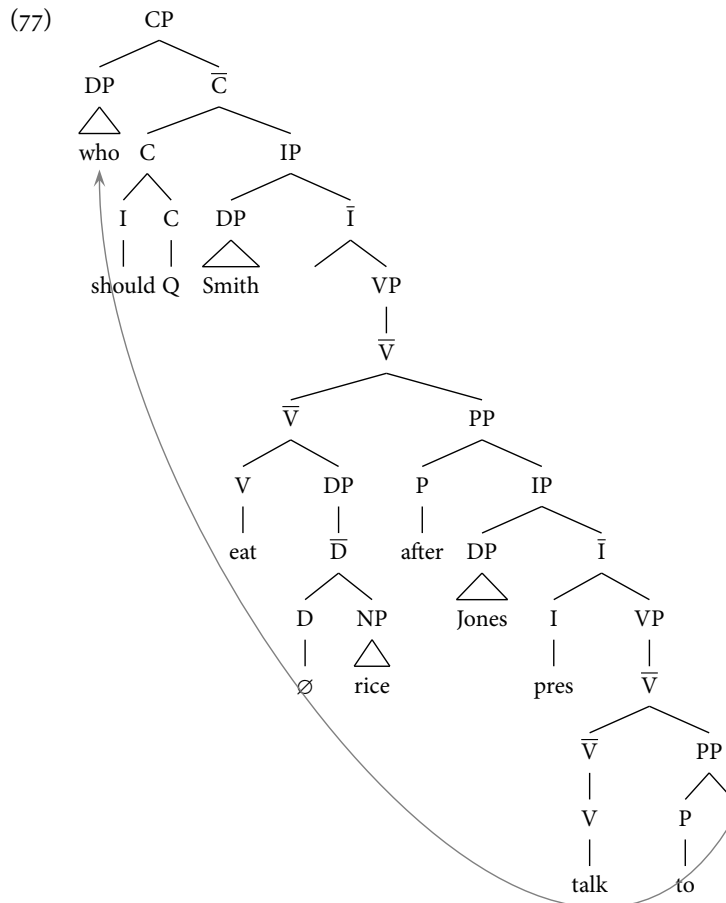 (77) CP
DP C̅
who C IP
I C DP Ī
should Q Smith VP
V̅
V̅ PP
V DP P IP
eat D̅ after DP Ī
D NP Jones I VP
∅ rice pres V̅
V̅ PP
V P
talk to